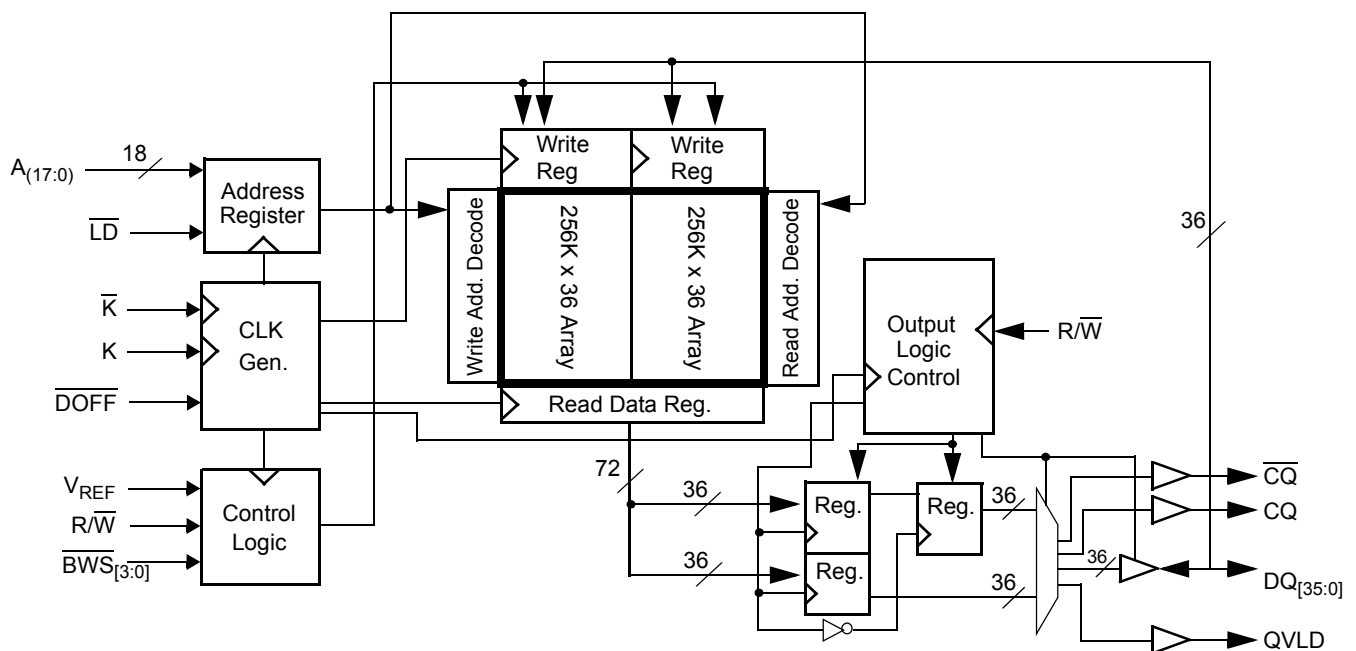 18
A(17:0)
LD
Address
Register
K
K
DOFF
CLK
Gen.
VREF
R/W
BWS[3:0]
Control
Logic
Write
Reg
Write
Reg
Write Add. Decode
256K x 36 Array
256K x 36 Array
Read Add. Decode
Read Data Reg.
Output
Logic
Control
R/W
36
72
36
36
Reg.
Reg.
Reg.
36
36
36
CQ
CQ
DQ[35:0]
QVLD